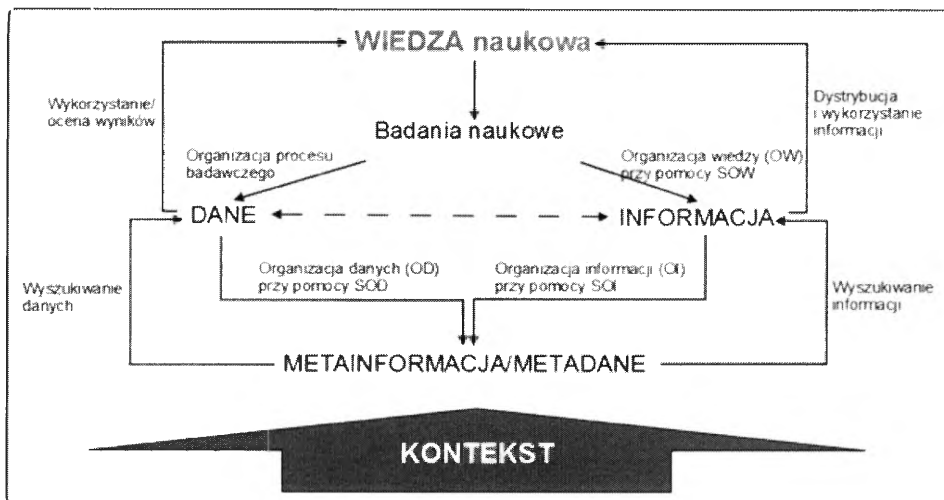 WIEDZA naukowa
Wykorzystanie/
ocena wyników
Dystrybucja
i wykorzystanie
informacji
Badania naukowe
Organizacja procesu
badawczego
Organizacja wiedzy (OW)
przy pomocy SOW
DANE
INFORMACJA
Organizacja danych (OD)
przy pomocy SOD
Organizacja informacji (OI)
przy pomocy SOI
Wyszukiwanie
danych
Wyszukiwanie
informacji
METAINFORMACJA/METADANE
KONTEKST